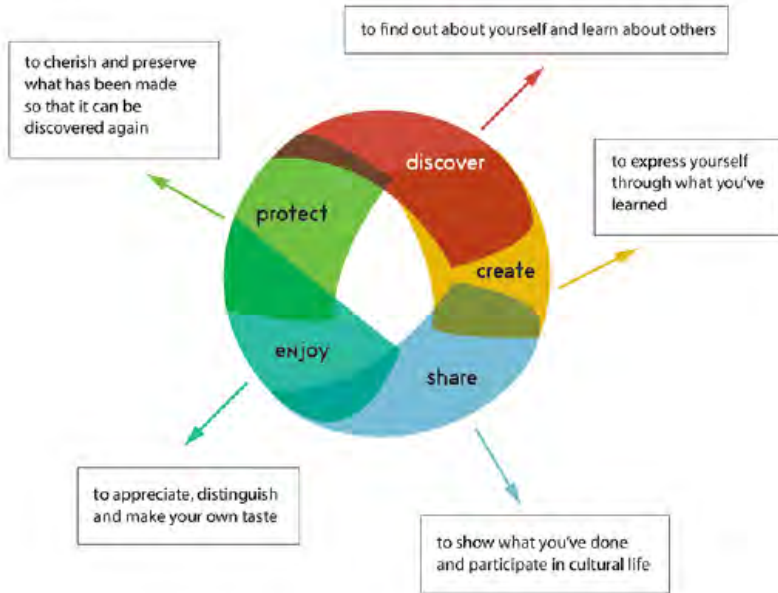 to find out about yourself and learn about others
to cherish and preserve
what has been made
so that it can be
discovered again
discover
to express yourself
through what you've
learned
protect
create
enjoy
share
to appreciate, distinguish
and make your own taste
to show what you've done
and participate in cultural life